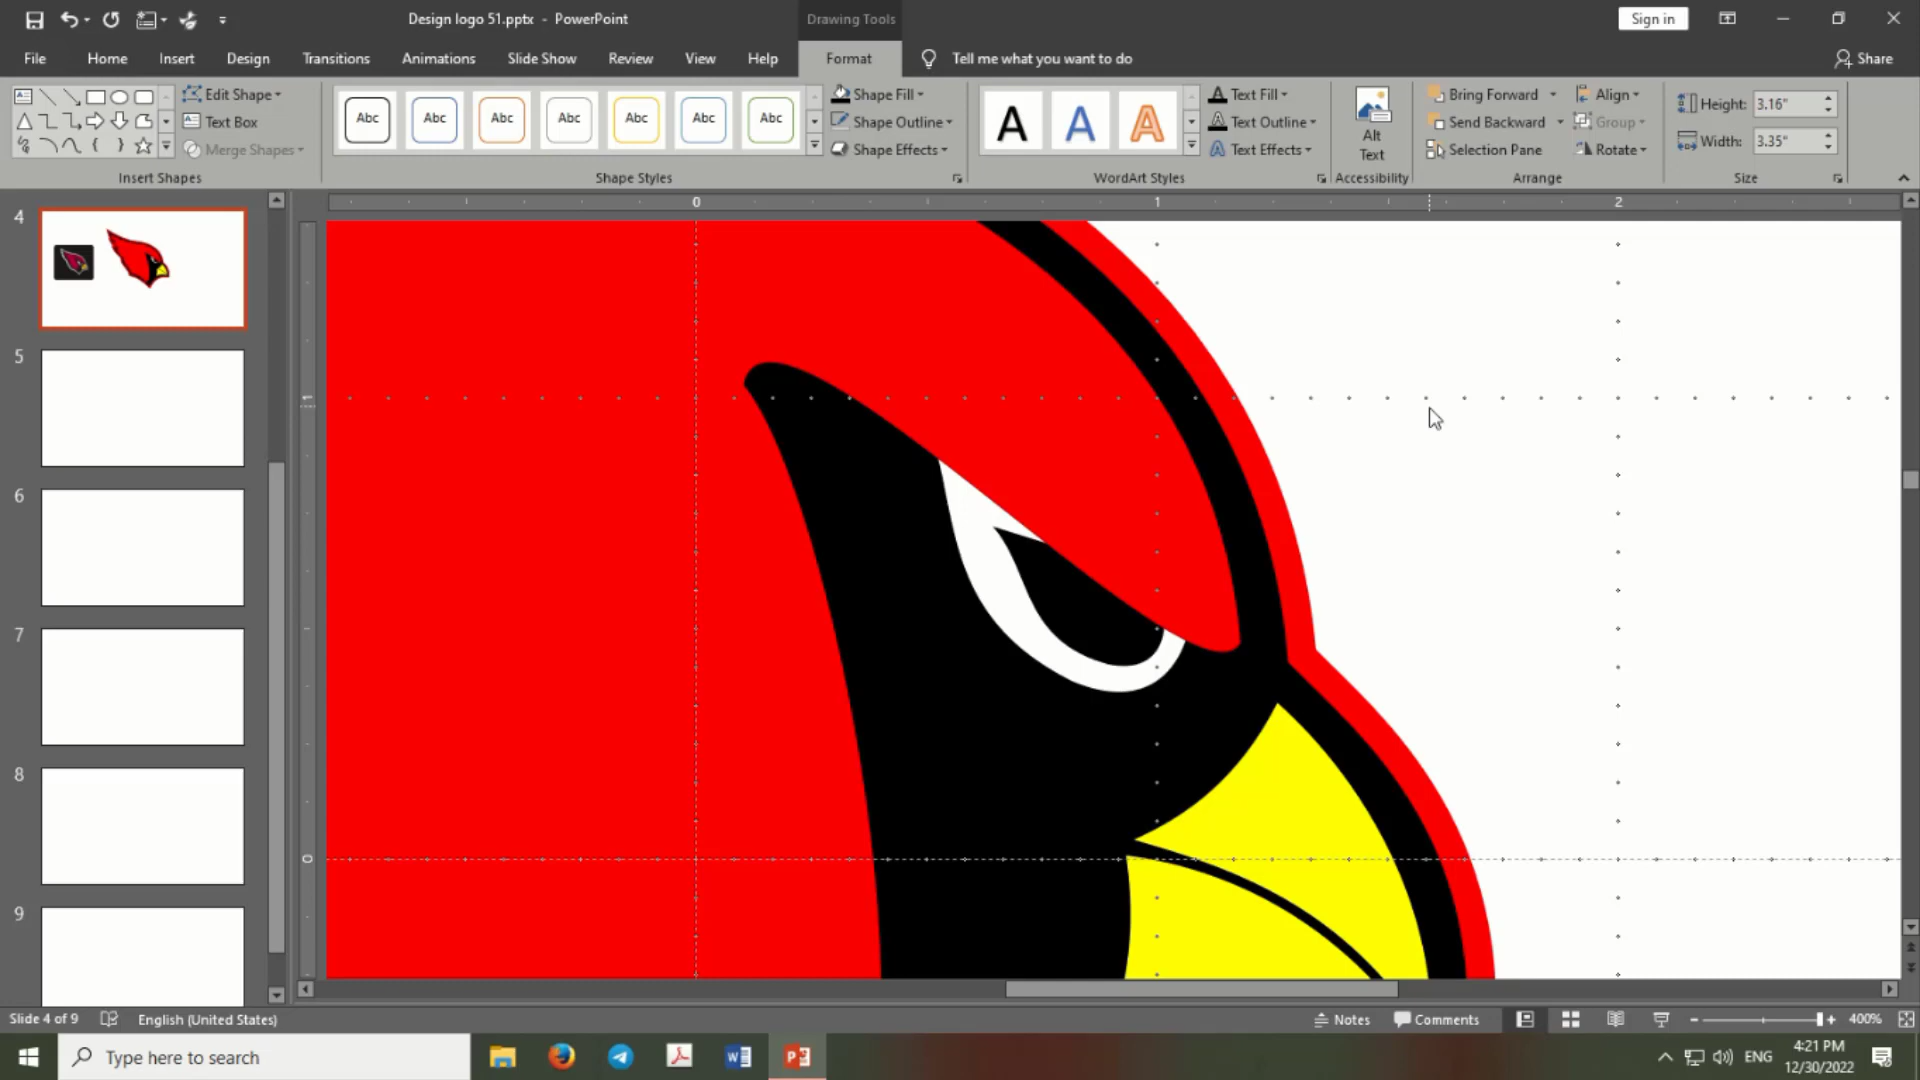 Design logo 51.pptx - PowerPoint
Drawing Tools
Sign in
File
Home
Insert
Design
Transitions
Animations
Slide Show
Review
View
Help
Format
Tell me what you want to do
Share
Edit Shape
Text Box
Merge Shapes
Insert Shapes
Abc Abc Abc Abc Abc Abc Abc
Shape Fill
Shape Outline
Shape Effects
Shape Styles
A A A
Text Fill
Text Outline
Text Effects
WordArt Styles
Alt
Text
Accessibility
Bring Forward
Send Backward
Selection Pane
Align
Group
Rotate
Arrange
Height: 3.16"
Width: 3.35"
Size
0 1 2
1
0
4
5
6
7
8
9
Slide 4 of 9
English (United States)
Notes
Comments
400%
Type here to search
ENG
4:21 PM
12/30/2022